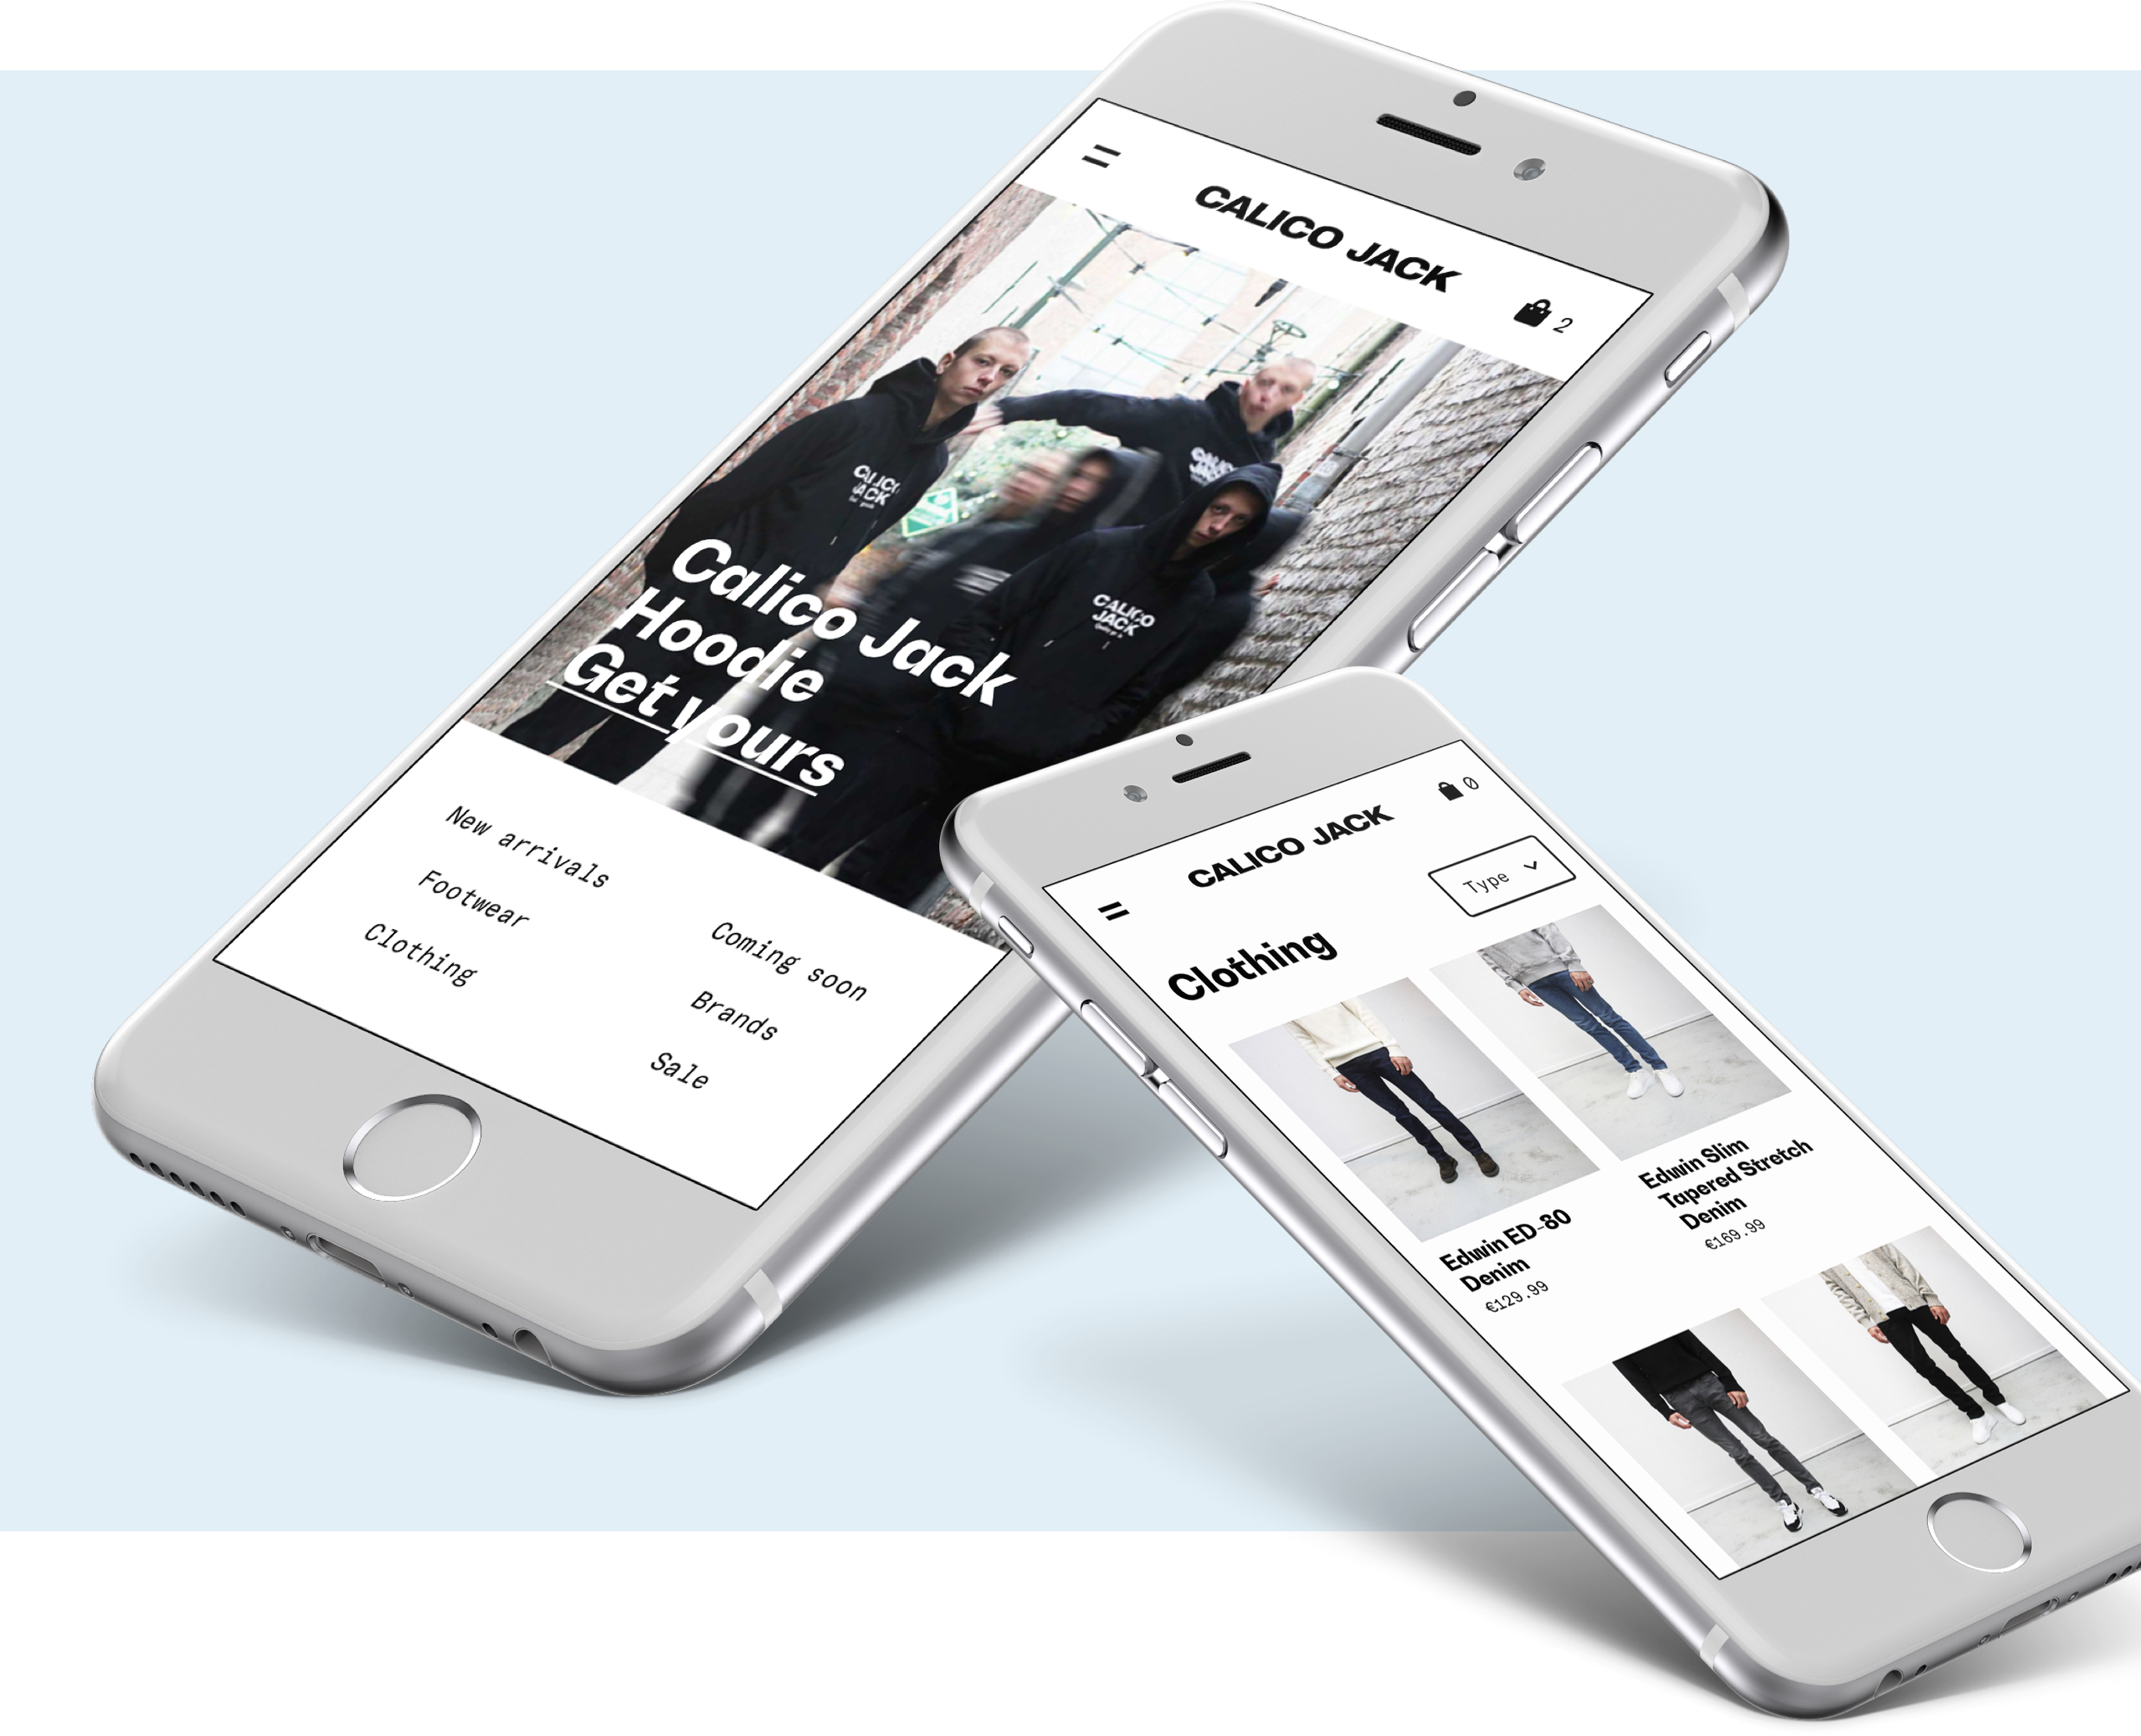 CALICO JACK
2
CALICO
JACK
CALICO
JACK
Calico Jack
Hoodie
Get yours
New arrivals
Footwear
Clothing
Coming soon
Brands
Sale
CALICO JACK
0
Type
Clothing
Edwin ED-80
Denim
€129.99
Edwin Slim
Tapered Stretch
Denim
€169.99